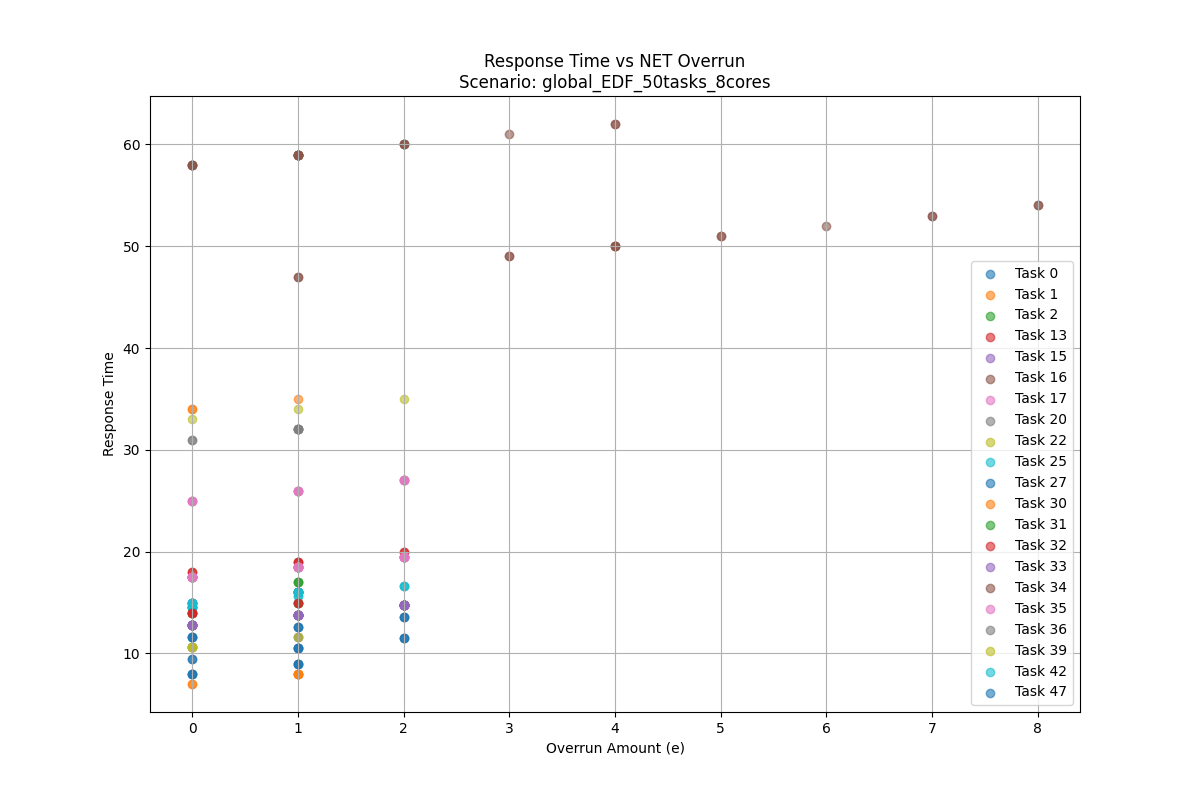 Response Time vs NET Overrun
Scenario: global_EDF_50tasks_8cores
Response Time
60
50
40
30
20
10
0 1 2 3 4 5 6 7 8
Overrun Amount (e)
Task 0
Task 1
Task 2
Task 13
Task 15
Task 16
Task 17
Task 20
Task 22
Task 25
Task 27
Task 30
Task 31
Task 32
Task 33
Task 34
Task 35
Task 36
Task 39
Task 42
Task 47